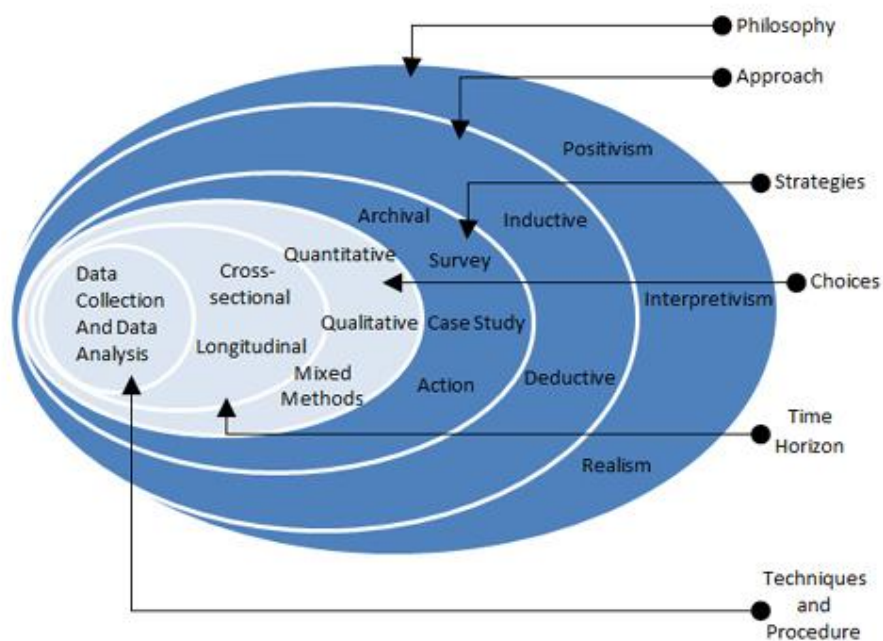 Philosophy
Approach
Positivism
Strategies
Archival
Inductive
Quantitative
Survey
Cross-
sectional
Data
Collection
And Data
Analysis
Choices
Interpretivism
Qualitative
Case Study
Longitudinal
Mixed
Methods
Action
Deductive
Time
Horizon
Realism
Techniques
and
Procedure